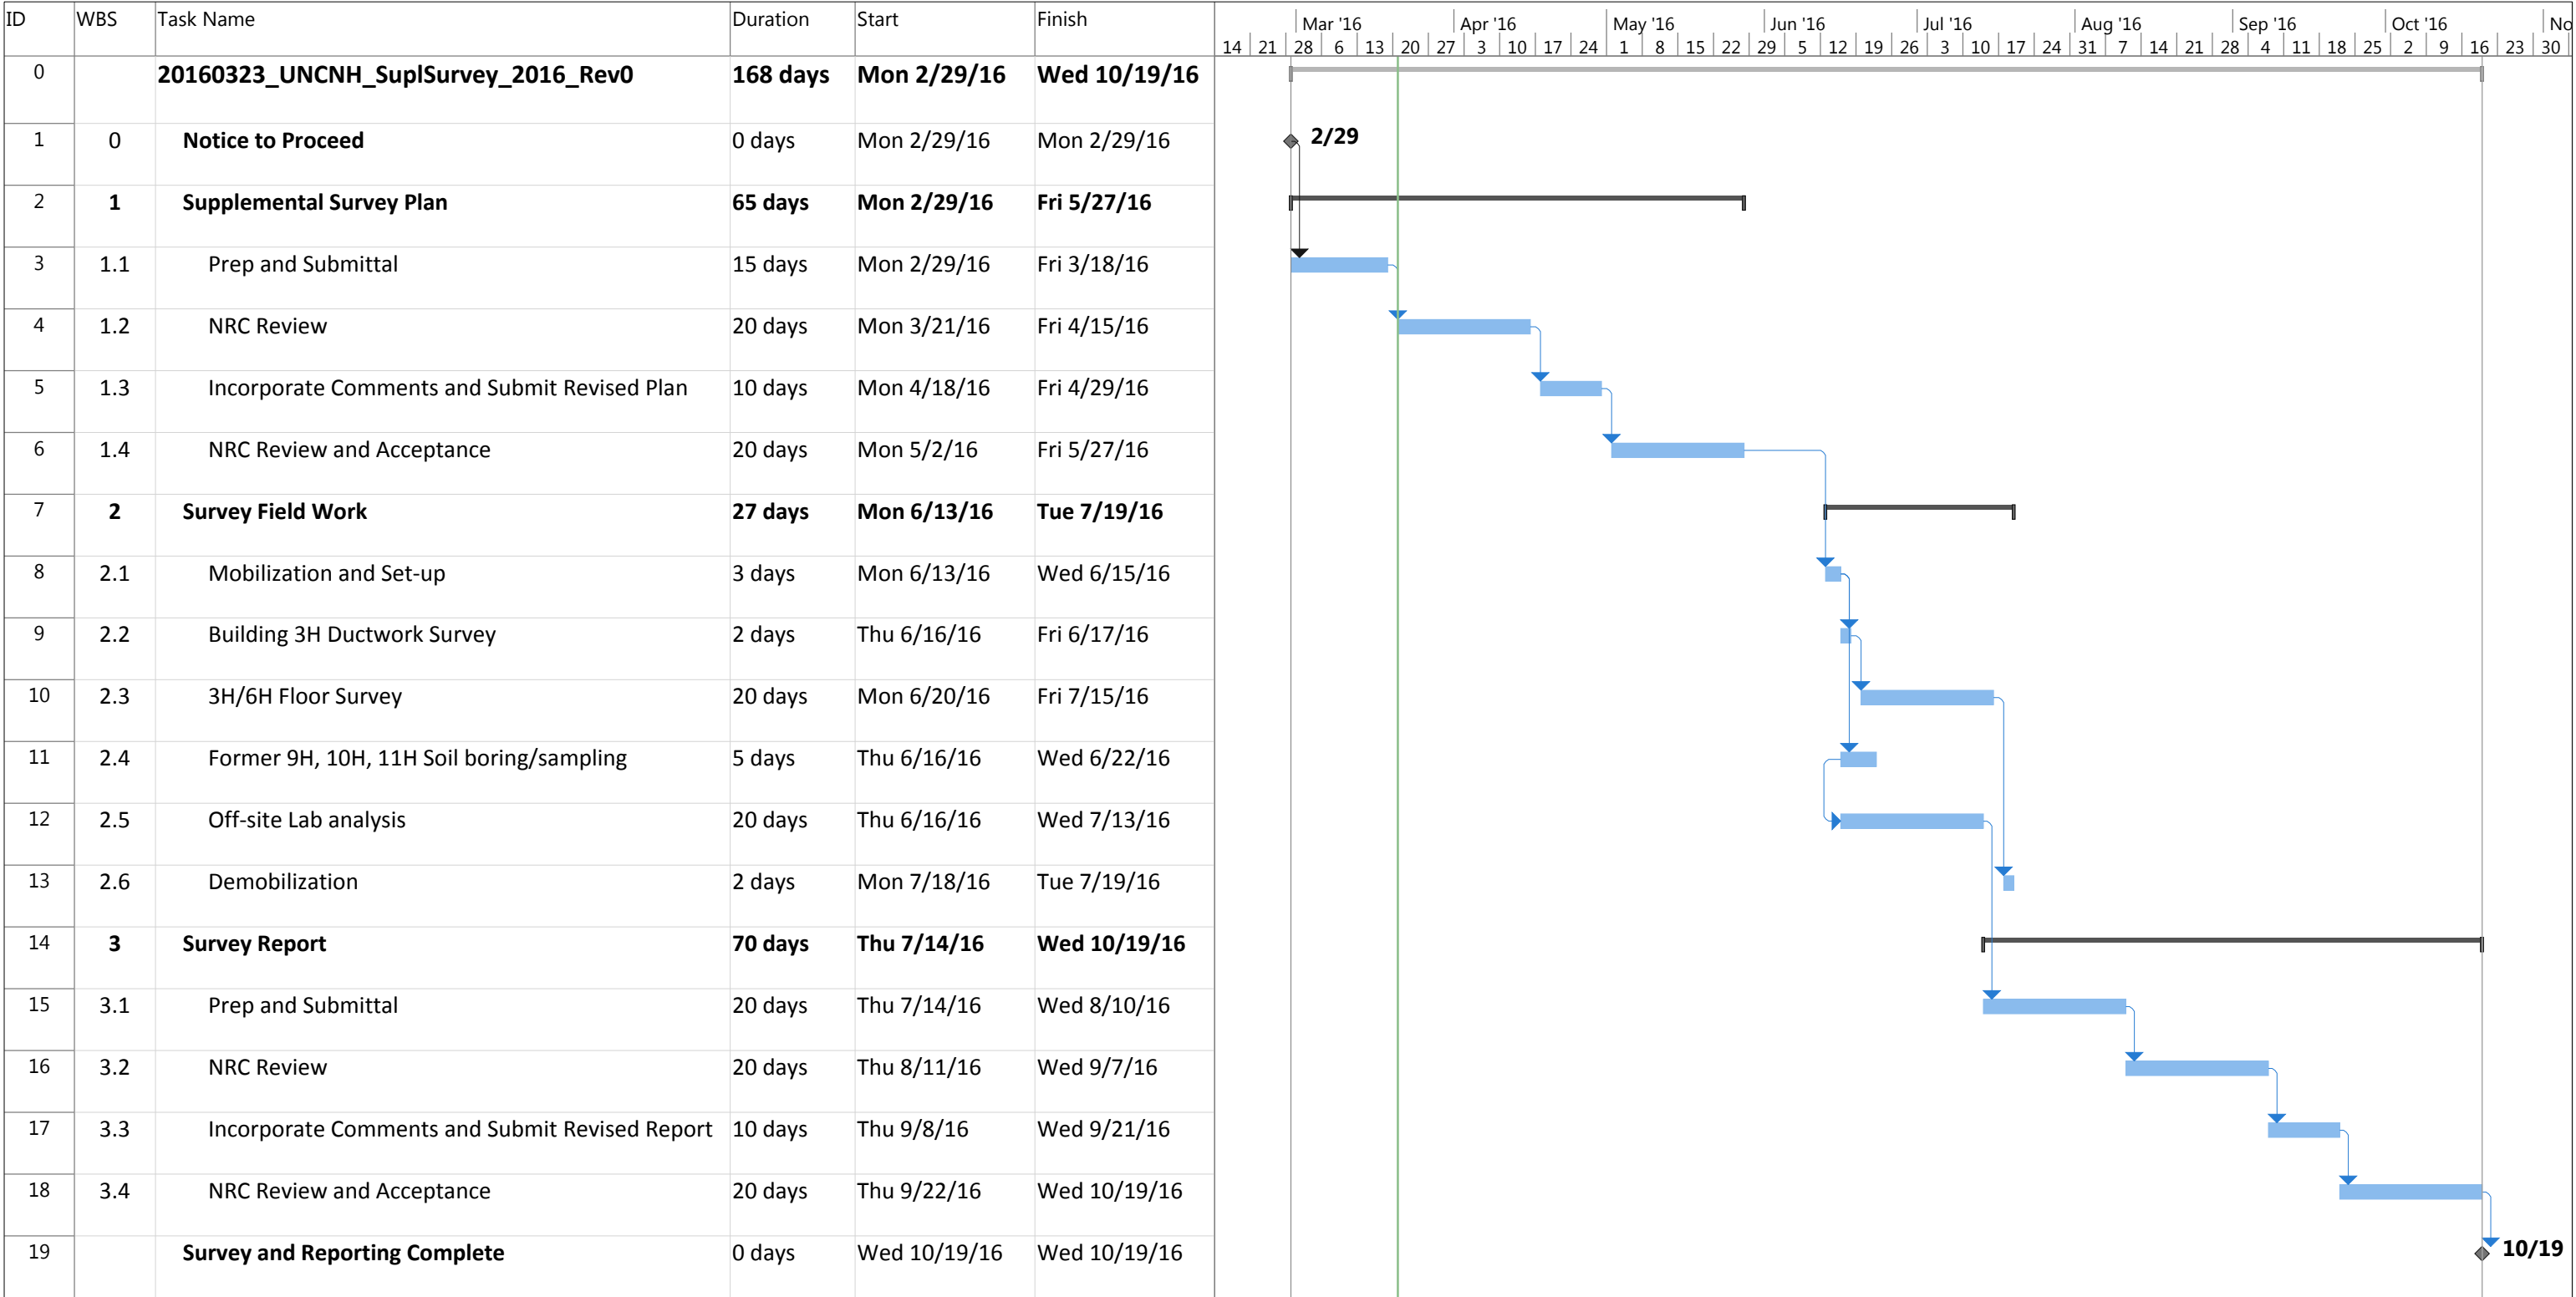 ID WBS Task Name Duration Start Finish Mar '16 Apr '16 May '16 Jun '16 Jul '16 Aug '16 Sep '16 Oct '16 No
14 21 28 6 13 20 27 3 10 17 24 1 8 15 22 29 5 12 19 26 3 10 17 24 31 7 14 21 28 4 11 18 25 2 9 16 23 30
0 20160323_UNCNH_SuplSurvey_2016_Rev0 168 days Mon 2/29/16 Wed 10/19/16
1 0 Notice to Proceed 0 days Mon 2/29/16 Mon 2/29/16 2/29
2 1 Supplemental Survey Plan 65 days Mon 2/29/16 Fri 5/27/16
3 1.1 Prep and Submittal 15 days Mon 2/29/16 Fri 3/18/16
4 1.2 NRC Review 20 days Mon 3/21/16 Fri 4/15/16
5 1.3 Incorporate Comments and Submit Revised Plan 10 days Mon 4/18/16 Fri 4/29/16
6 1.4 NRC Review and Acceptance 20 days Mon 5/2/16 Fri 5/27/16
7 2 Survey Field Work 27 days Mon 6/13/16 Tue 7/19/16
8 2.1 Mobilization and Set-up 3 days Mon 6/13/16 Wed 6/15/16
9 2.2 Building 3H Ductwork Survey 2 days Thu 6/16/16 Fri 6/17/16
10 2.3 3H/6H Floor Survey 20 days Mon 6/20/16 Fri 7/15/16
11 2.4 Former 9H, 10H, 11H Soil boring/sampling 5 days Thu 6/16/16 Wed 6/22/16
12 2.5 Off-site Lab analysis 20 days Thu 6/16/16 Wed 7/13/16
13 2.6 Demobilization 2 days Mon 7/18/16 Tue 7/19/16
14 3 Survey Report 70 days Thu 7/14/16 Wed 10/19/16
15 3.1 Prep and Submittal 20 days Thu 7/14/16 Wed 8/10/16
16 3.2 NRC Review 20 days Thu 8/11/16 Wed 9/7/16
17 3.3 Incorporate Comments and Submit Revised Report 10 days Thu 9/8/16 Wed 9/21/16
18 3.4 NRC Review and Acceptance 20 days Thu 9/22/16 Wed 10/19/16
19 Survey and Reporting Complete 0 days Wed 10/19/16 Wed 10/19/16 10/19